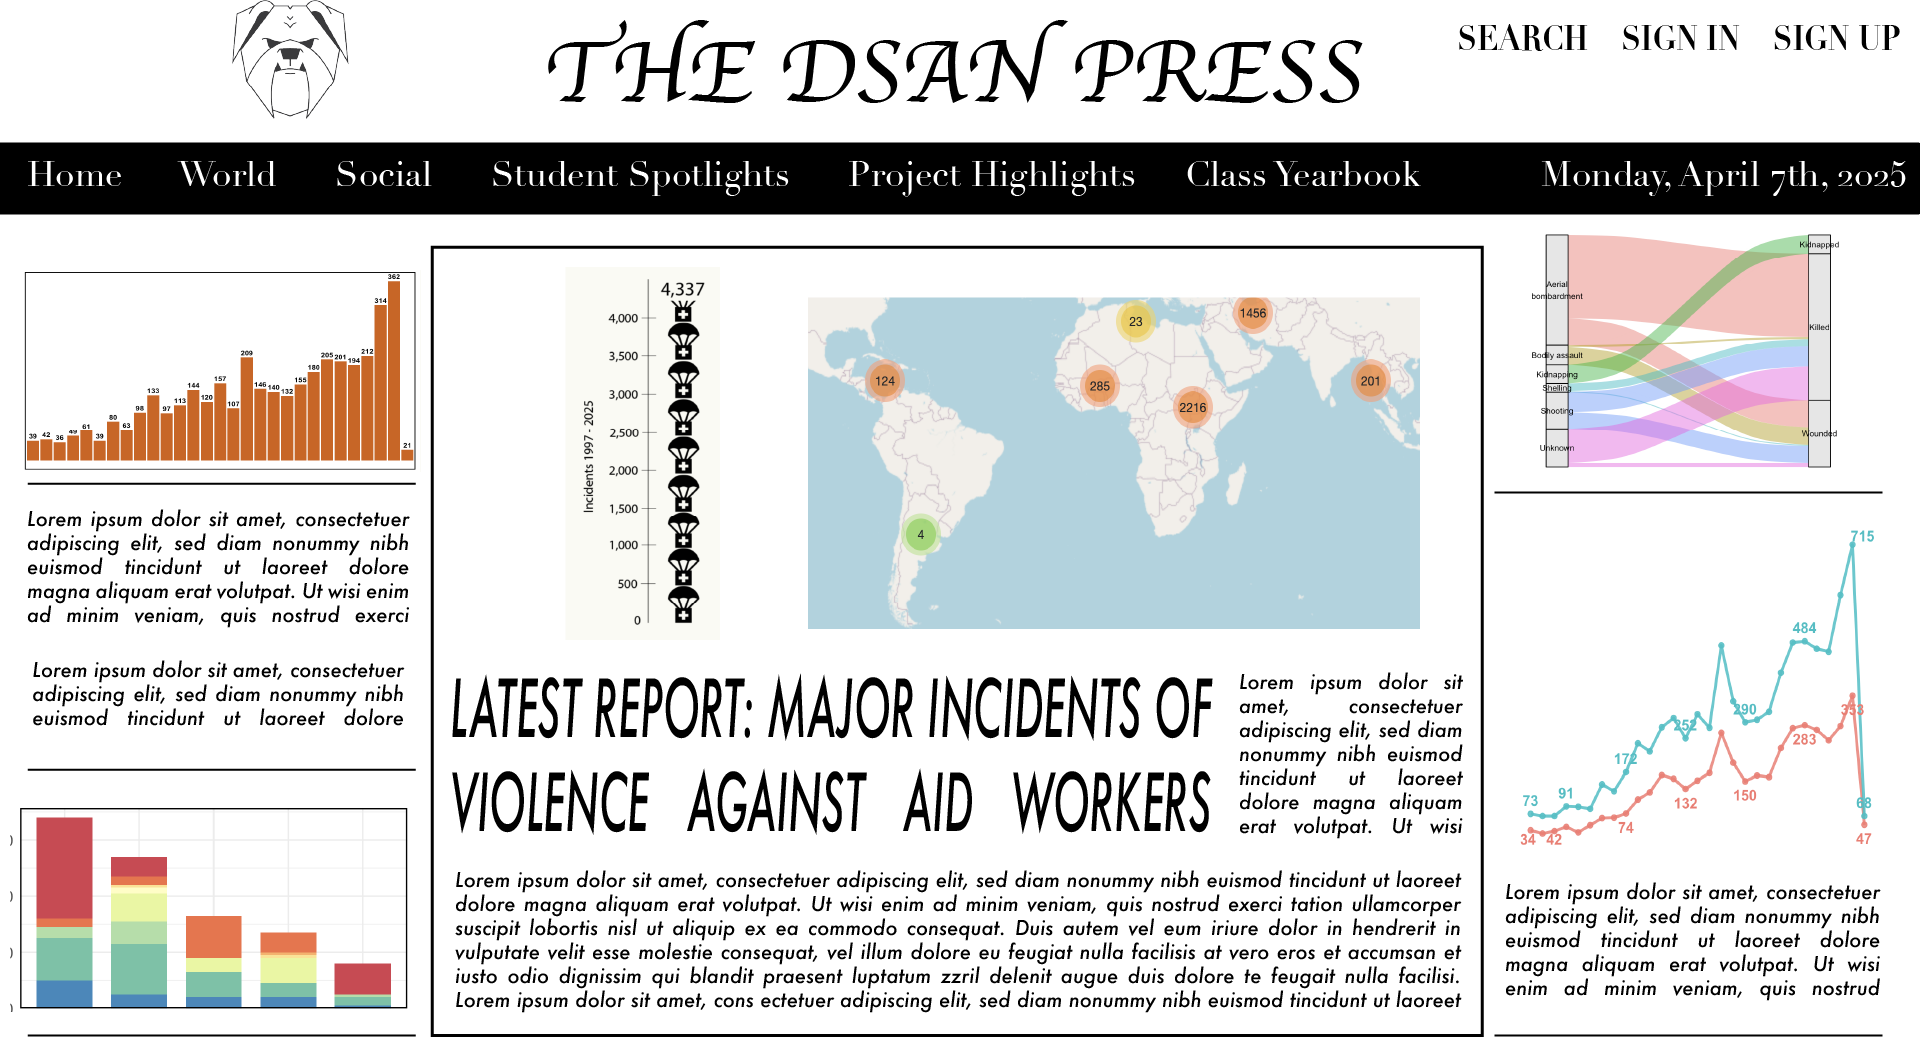 THE DSAN PRESS
SEARCH SIGN IN SIGN UP
Home World Social Student Spotlights Project Highlights Class Yearbook Monday, April 7th, 2025
39 42 36 49 61 39 80 63 98 133 97 113 144 120 157 107 209 146 140 132 155 180 205 201 194 212 314 362 21
Lorem ipsum dolor sit amet, consectetuer
adipiscing elit, sed diam nonummy nibh
euismod tincidunt ut laoreet dolore
magna aliquam erat volutpat. Ut wisi enim
ad minim veniam, quis nostrud exerci
Lorem ipsum dolor sit amet, consectetuer
adipiscing elit, sed diam nonummy nibh
euismod tincidunt ut laoreet dolore
Incidents 1997 - 2025
4,337
4,000
3,500
3,000
2,500
2,000
1,500
1,000
500
0
23
1456
124
285
201
2216
4
LATEST REPORT: MAJOR INCIDENTS OF
VIOLENCE AGAINST AID WORKERS
Lorem ipsum dolor sit
amet, consectetuer
adipiscing elit, sed diam
nonummy nibh euismod
tincidunt ut laoreet
dolore magna aliquam
erat volutpat. Ut wisi
Lorem ipsum dolor sit amet, consectetuer adipiscing elit, sed diam nonummy nibh euismod tincidunt ut laoreet
dolore magna aliquam erat volutpat. Ut wisi enim ad minim veniam, quis nostrud exerci tation ullamcorper
suscipit lobortis nisl ut aliquip ex ea commodo consequat. Duis autem vel eum iriure dolor in hendrerit in
vulputate velit esse molestie consequat, vel illum dolore eu feugiat nulla facilisis at vero eros et accumsan et
iusto odio dignissim qui blandit praesent luptatum zzril delenit augue duis dolore te feugait nulla facilisi.
Lorem ipsum dolor sit amet, cons ectetuer adipiscing elit, sed diam nonummy nibh euismod tincidunt ut laoreet
Aerial
bombardment
Bodily assault
Kidnapping
Shelling
Shooting
Unknown
Kidnapped
Killed
Wounded
715
484
290
252
172
91
73
68
353
283
150
132
74
34 42
47
Lorem ipsum dolor sit amet, consectetuer
adipiscing elit, sed diam nonummy nibh
euismod tincidunt ut laoreet dolore
magna aliquam erat volutpat. Ut wisi
enim ad minim veniam, quis nostrud